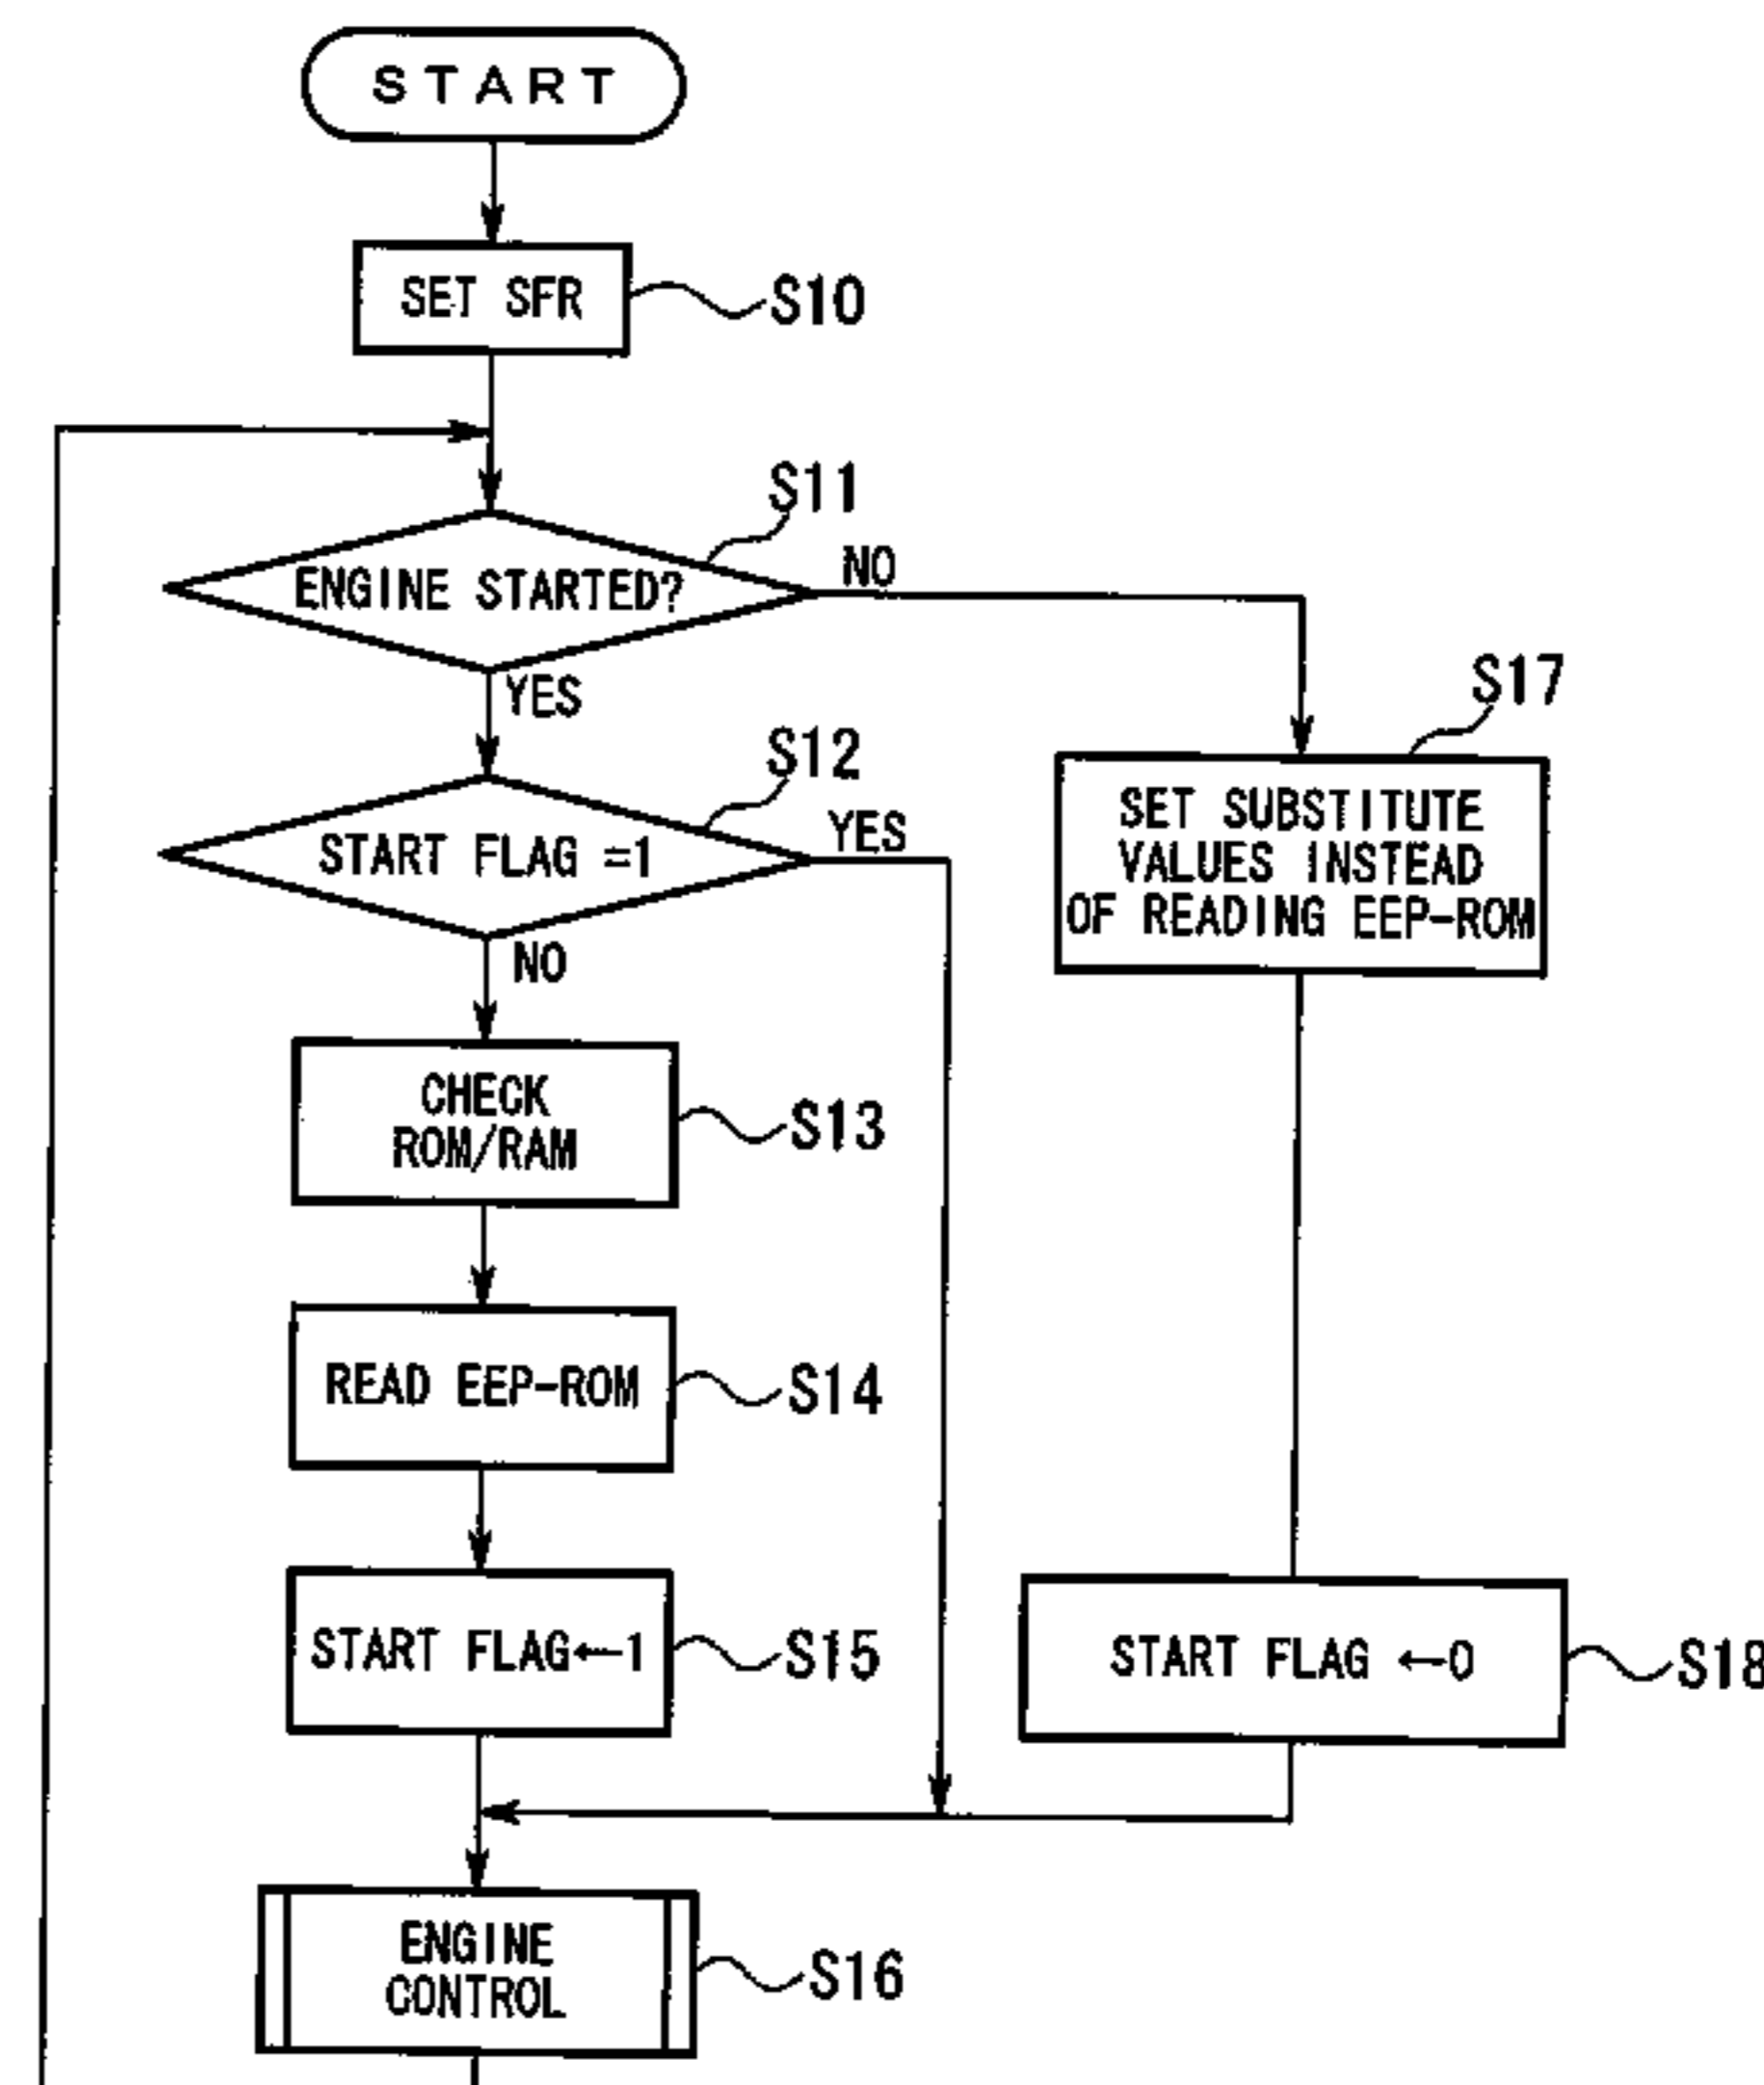 START
SET SFR
S10
S11
ENGINE STARTED?
NO
YES
S17
S12
START FLAG =1
YES
SET SUBSTITUTE
VALUES INSTEAD
OF READING EEP-ROM
NO
CHECK
ROM/RAM
S13
READ EEP-ROM
S14
START FLAG←1
S15
START FLAG ←0
S18
ENGINE
CONTROL
S16